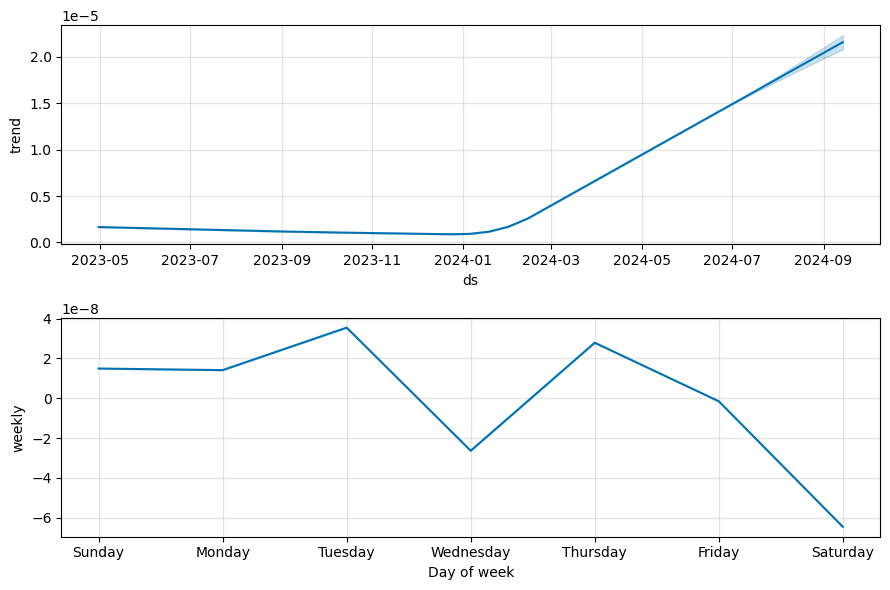 1e−5
2.0
1.5
1.0
0.5
0.0
trend
2023-05 2023-07 2023-09 2023-11 2024-01 2024-03 2024-05 2024-07 2024-09
ds
1e−8
4
2
0
−2
−4
−6
weekly
Sunday Monday Tuesday Wednesday Thursday Friday Saturday
Day of week